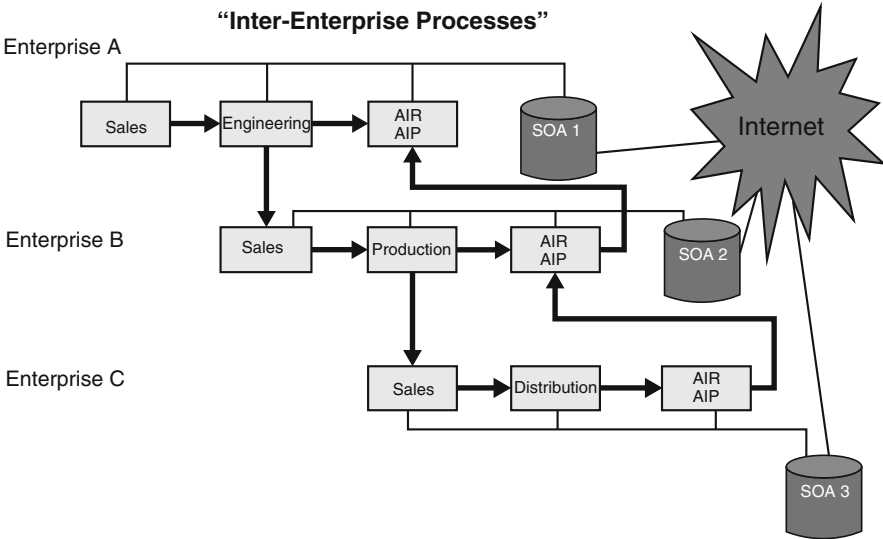 “Inter-Enterprise Processes”
Enterprise A
Sales
Engineering
AIR
AIP
SOA 1
Internet
Enterprise B
Sales
Production
AIR
AIP
SOA 2
Enterprise C
Sales
Distribution
AIR
AIP
SOA 3